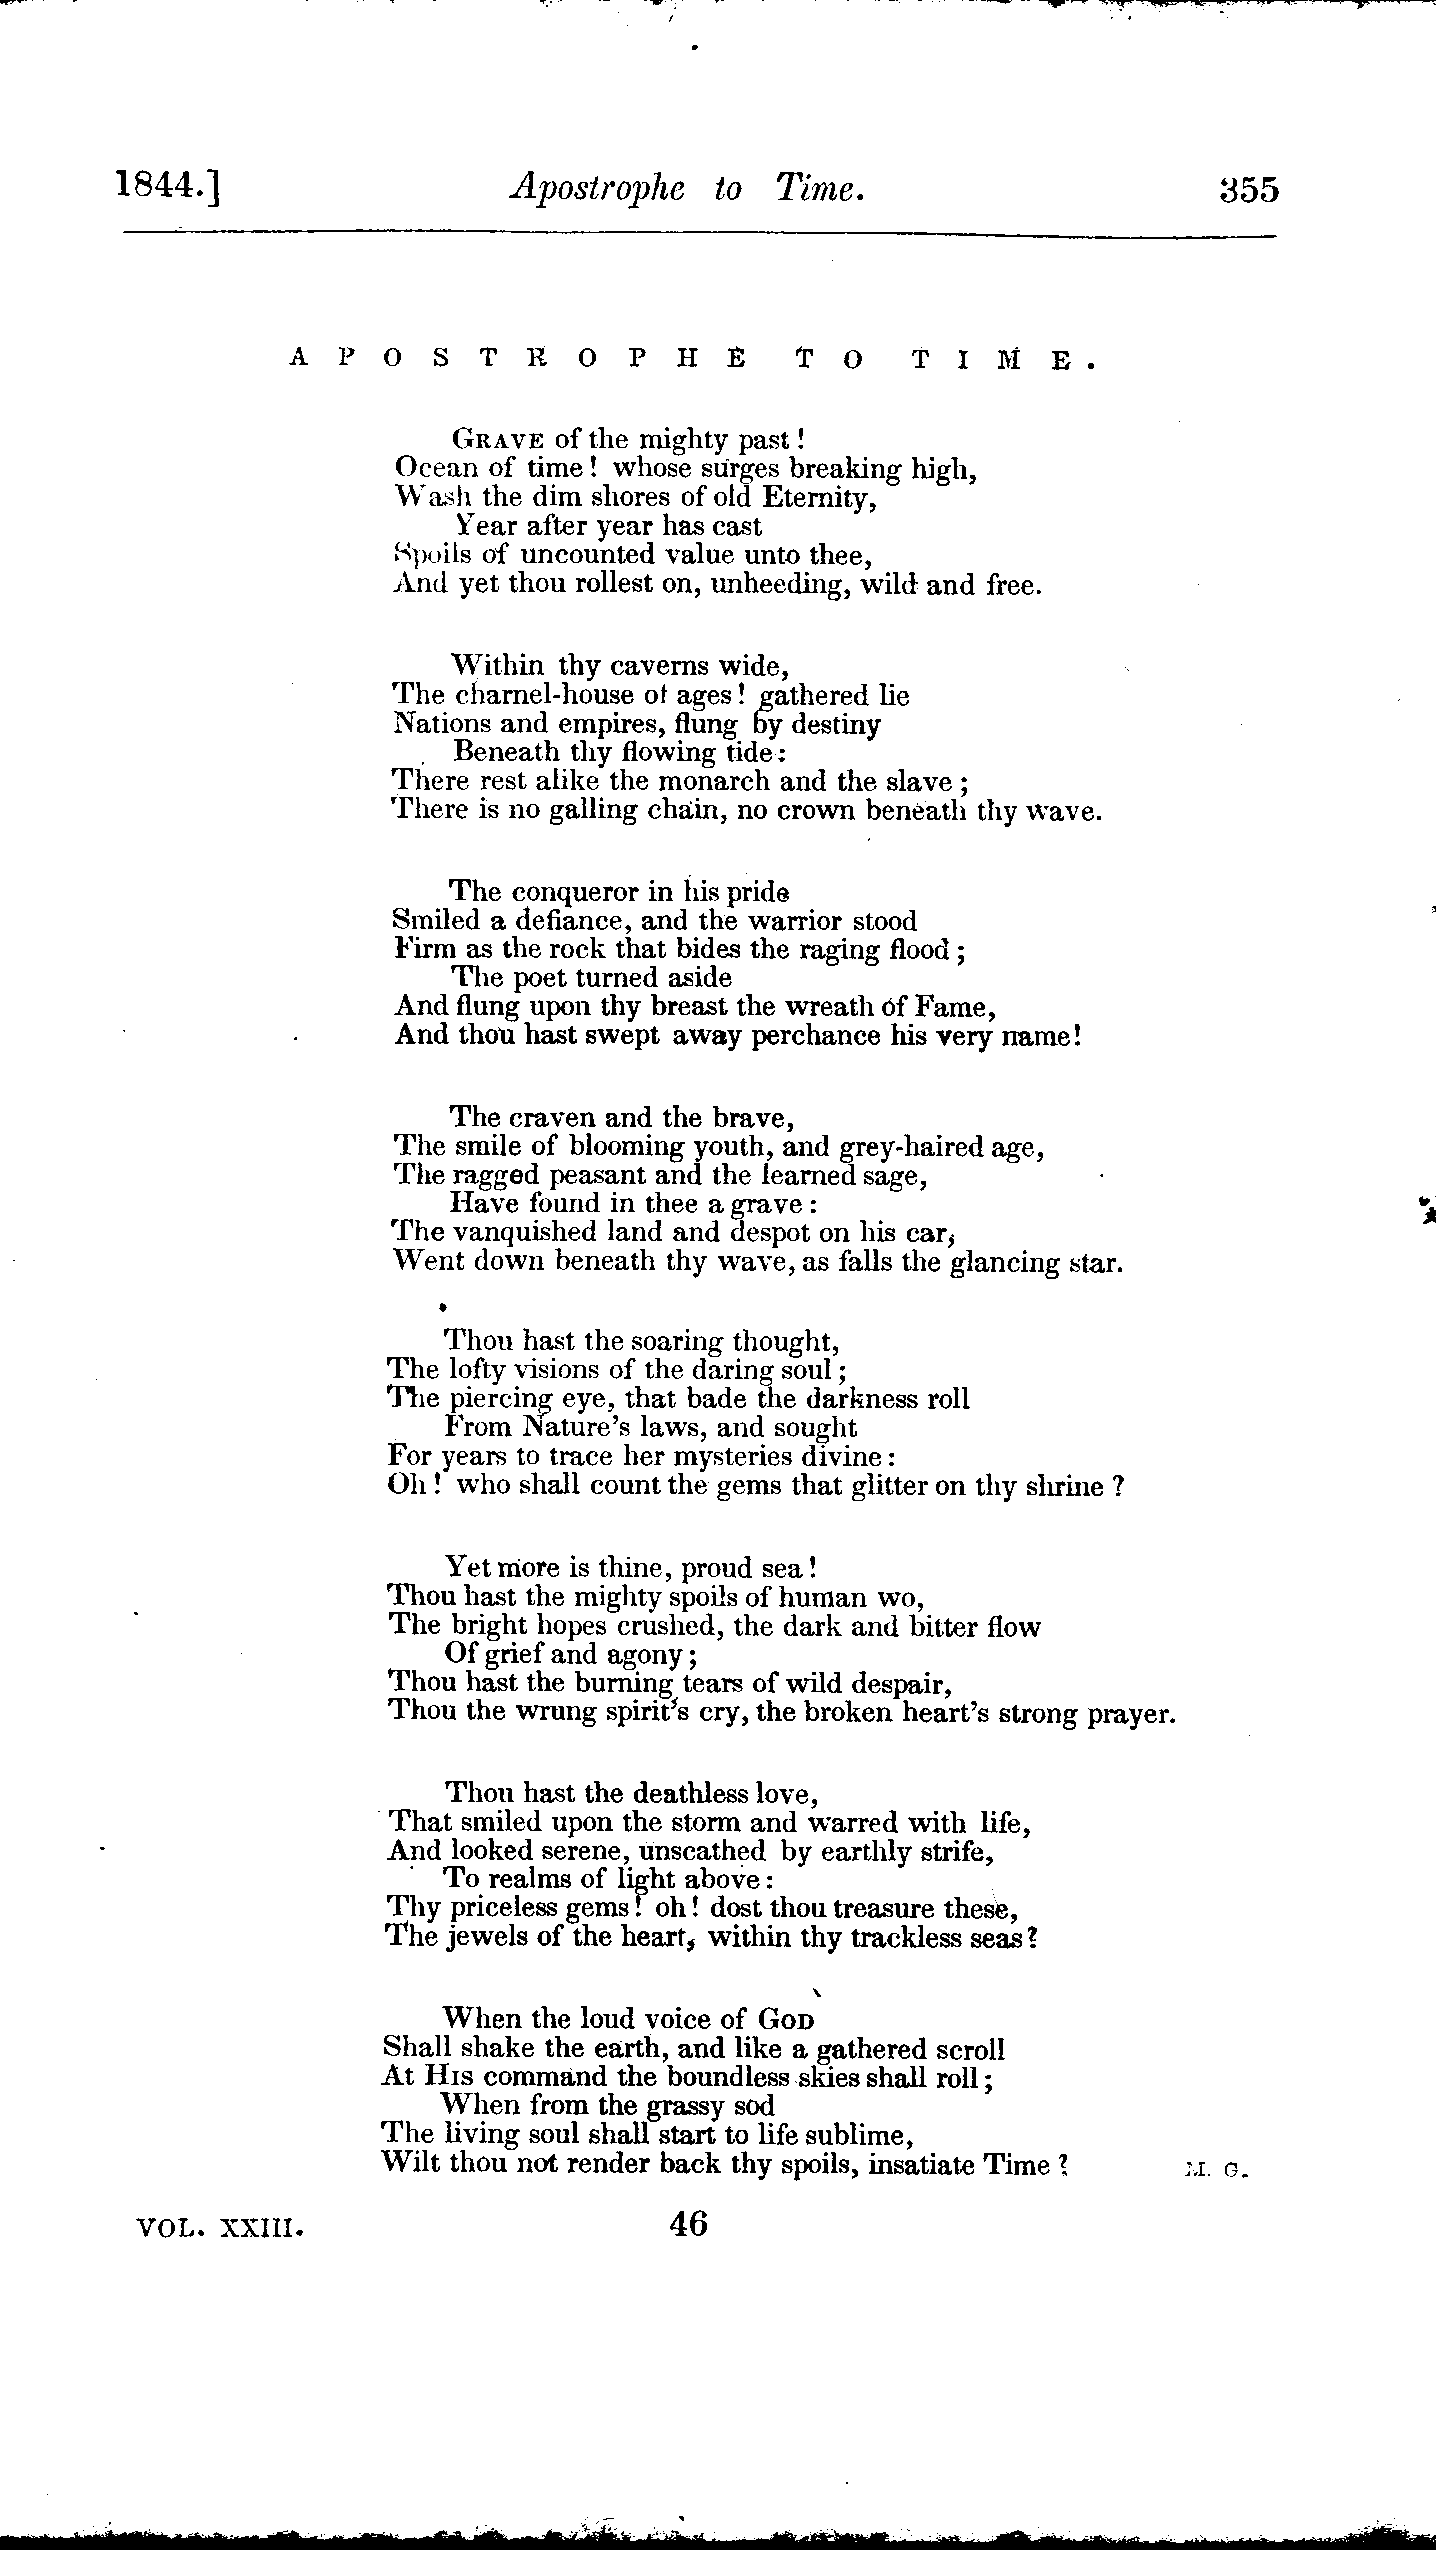 1844.] Apostrophe to Time. 355
APOSTROPHE TO TIME.
GRAVE of the mighty past!
Ocean of time! whose surges breaking high,
Wash the dim shores of old Eternity,
Year after year has cast
Spoils of uncounted value unto thee,
And yet thou rollest on, unheeding, wild and free.
Within thy caverns wide,
The charnel-house of ages! gathered lie
Nations and empires, flung by destiny
Beneath thy flowing tide:
There rest alike the monarch and the slave;
There is no galling chain, no crown beneath thy wave.
The conqueror in his pride
Smiled a defiance, and the warrior stood
Firm as the rock that bides the raging flood;
The poet turned aside
And flung upon thy breast the wreath of Fame,
And thou hast swept away perchance his very name!
The craven and the brave,
The smile of blooming youth, and grey-haired age,
The ragged peasant and the learned sage,
Have found in thee a grave:
The vanquished land and despot on his car,
Went down beneath thy wave, as falls the glancing star.
Thou hast the soaring thought,
The lofty visions of the daring soul;
The piercing eye, that bade the darkness roll
From Nature's laws, and sought
For years to trace her mysteries divine:
Oh! who shall count the gems that glitter on thy shrine?
Yet more is thine, proud sea!
Thou hast the mighty spoils of human wo,
The bright hopes crushed, the dark and bitter flow
Of grief and agony;
Thou hast the burning tears of wild despair,
Thou the wrung spirit's cry, the broken heart's strong prayer.
Thou hast the deathless love,
That smiled upon the storm and warred with life,
And looked serene, unscathed by earthly strife,
To realms of light above:
Thy priceless gems! oh! dost thou treasure these,
The jewels of the heart, within thy trackless seas?
When the loud voice of GOD
Shall shake the earth, and like a gathered scroll
At HIS command the boundless skies shall roll;
When from the grassy sod
The living soul shall start to life sublime,
Wilt thou not render back thy spoils, insatiate Time? M. G.
VOL. XXIII. 46